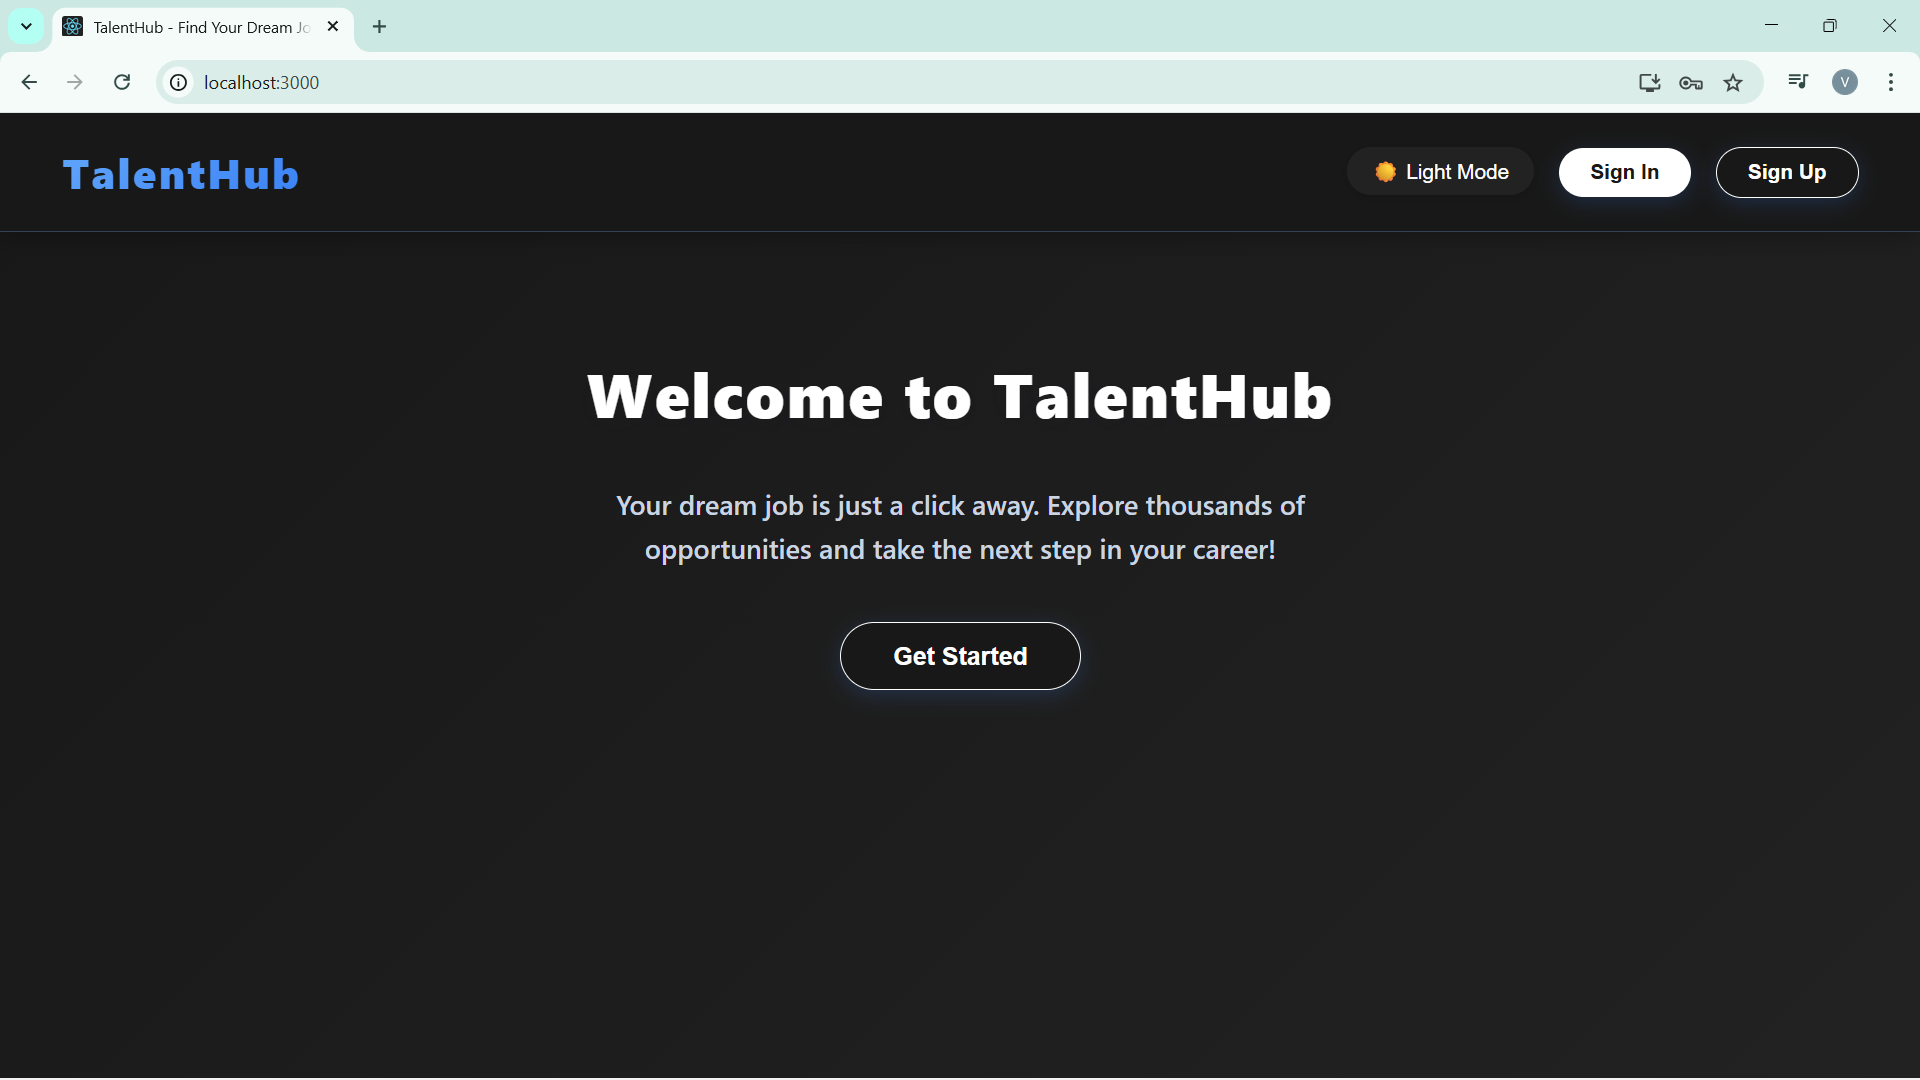 TalentHub - Find Your Dream Jo
localhost:3000
V
TalentHub
Light Mode
Sign In
Sign Up
Welcome to TalentHub
Your dream job is just a click away. Explore thousands of
opportunities and take the next step in your career!
Get Started